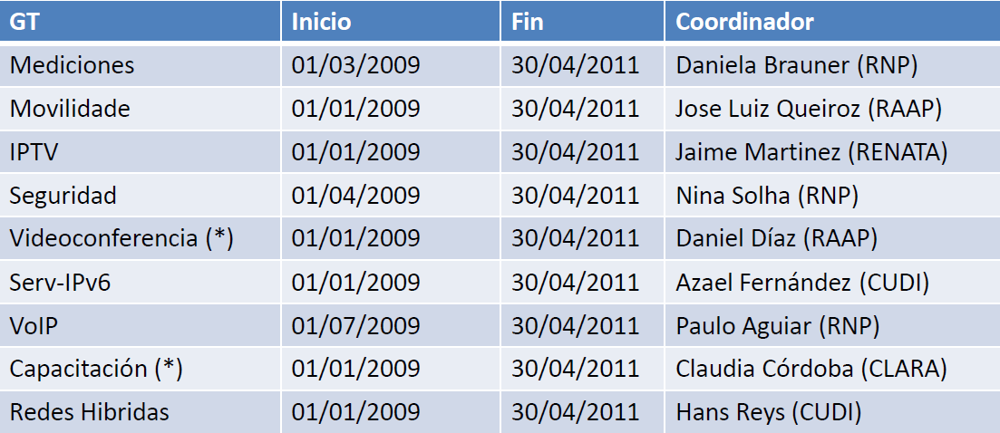 GT Inicio Fin Coordinador
Mediciones 01/03/2009 30/04/2011 Daniela Brauner (RNP)
Movilidade 01/01/2009 30/04/2011 Jose Luiz Queiroz (RAAP)
IPTV 01/01/2009 30/04/2011 Jaime Martinez (RENATA)
Seguridad 01/04/2009 30/04/2011 Nina Solha (RNP)
Videoconferencia (*) 01/01/2009 30/04/2011 Daniel Díaz (RAAP)
Serv-IPv6 01/01/2009 30/04/2011 Azael Fernández (CUDI)
VoIP 01/07/2009 30/04/2011 Paulo Aguiar (RNP)
Capacitación (*) 01/01/2009 30/04/2011 Claudia Córdoba (CLARA)
Redes Hibridas 01/01/2009 30/04/2011 Hans Reys (CUDI)